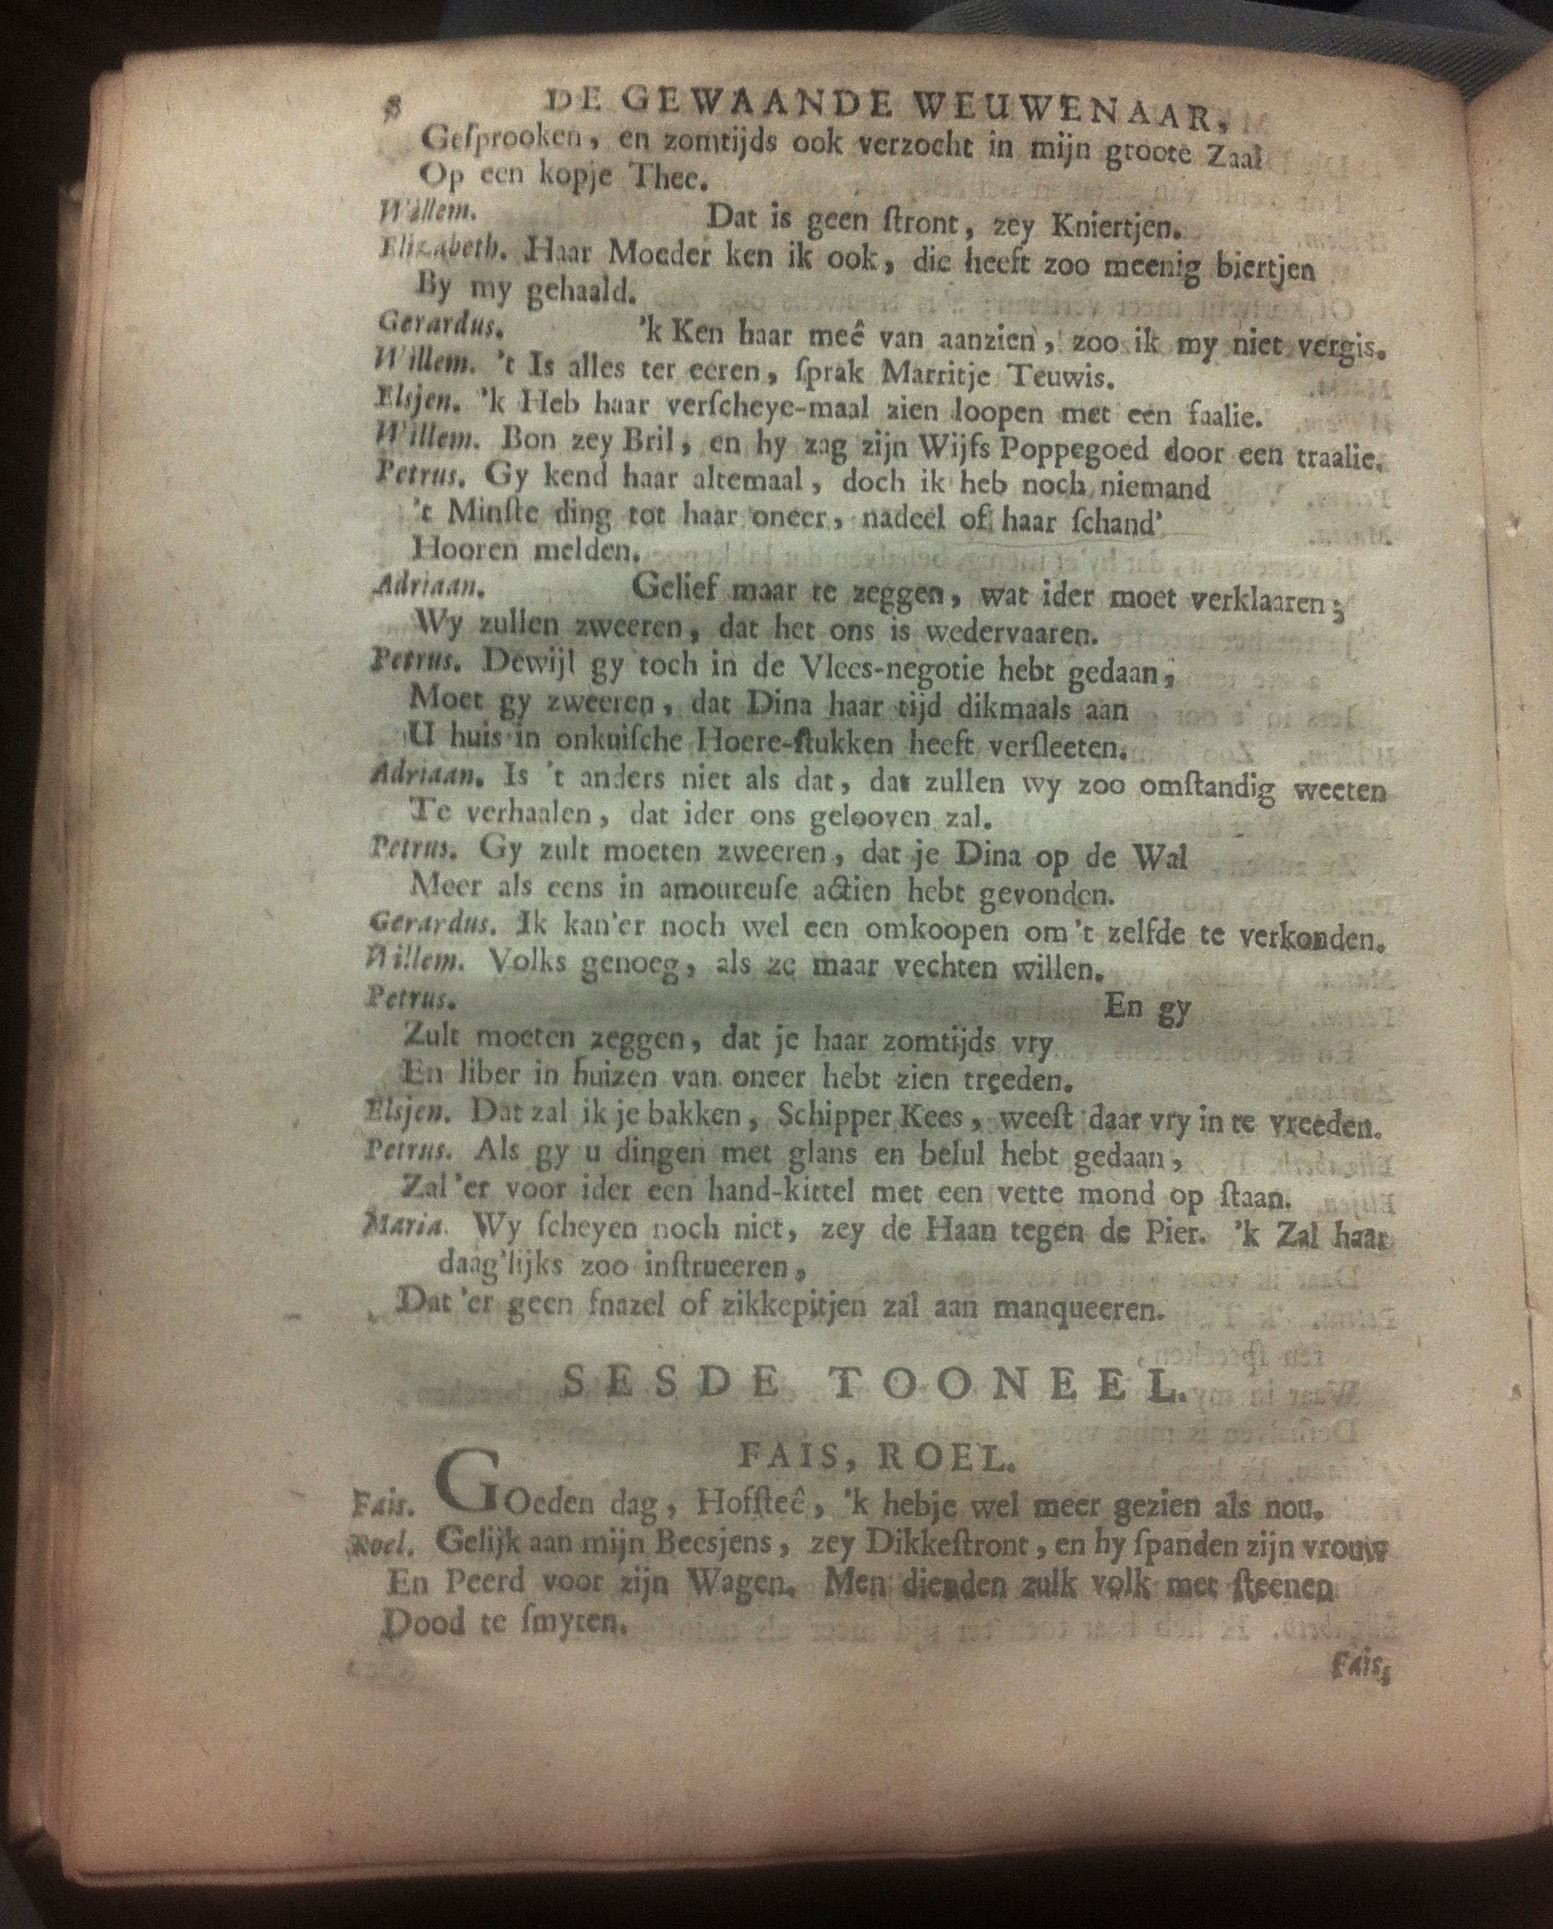 8 DE GEWAANDE WEUWENAAR,
Geſprooken, en zomtijds ook verzocht in mijn groote Zaal
Op een kopje Thee.
Willem. Dat is geen ſtront, zey Kniertjen.
Elizabeth. Haar Moeder ken ik ook, die heeft zoo meenig biertjen
By my gehaald.
Gerardus. 'k Ken haar meê van aanzien, zoo ik my niet vergis.
Willem. 't Is alles ter eeren, ſprak Marritje Teuwis.
Elsjen. 'k Heb haar verſcheye-maal zien loopen met een faalie.
Willem. Bon zey Bril, en hy zag zijn Wijfs Poppegoed door een traalie.
Petrus. Gy kend haar altemaal, doch ik heb noch niemand
't Minſte ding tot haar oneer, nadeel of haar ſchand'
Hooren melden.
Adriaan. Gelief maar te zeggen, wat ider moet verklaaren;
Wy zullen zweeren, dat het ons is wedervaaren.
Petrus. Dewijl gy toch in de Vlees-negotie hebt gedaan,
Moet gy zweeren, dat Dina haar tijd dikmaals aan
U huis in onkuiſche Hoere-ſtukken heeft verſleeten.
Adriaan. Is 't anders niet als dat, dat zullen wy zoo omſtandig weeten
Te verhaalen, dat ider ons gelooven zal.
Petrus. Gy zult moeten zweeren, dat je Dina op de Wal
Meer als eens in amoureuſe actien hebt gevonden.
Gerardus. Ik kan'er noch wel een omkoopen om't zelfde te verkonden.
Willem. Volks genoeg, als ze maar vechten willen.
Petrus. En gy
Zult moeten zeggen, dat je haar zomtijds vry
En liber in huizen van oneer hebt zien treeden.
Elsjen. Dat zal ik je bakken, Schipper Kees, weeſt daar vry in te vreeden.
Petrus. Als gy u dingen met glans en beſul hebt gedaan,
Zal 'er voor ider een hand-kittel met een vette mond op ſtaan.
Maria. Wy ſcheyen noch niet, zey de Haan tegen de Pier. 'k Zal haar
daag'lijks zoo inſtrueeren,
Dat 'er geen ſnazel of zikkepitjen zal aan manqueeren.
SESDE TOONEEL.
FAIS, ROEL.
Fais. GOeden dag, Hofſteê, 'k hebje wel meer gezien als nou.
Roel. Gelijk aan mijn Beesjens, zey Dikkeſtront, en hy ſpanden zijn vrouw
En Peerd voor zijn Wagen. Men dienden zulk volk met ſteenen
Dood te ſmyten.
Fais,